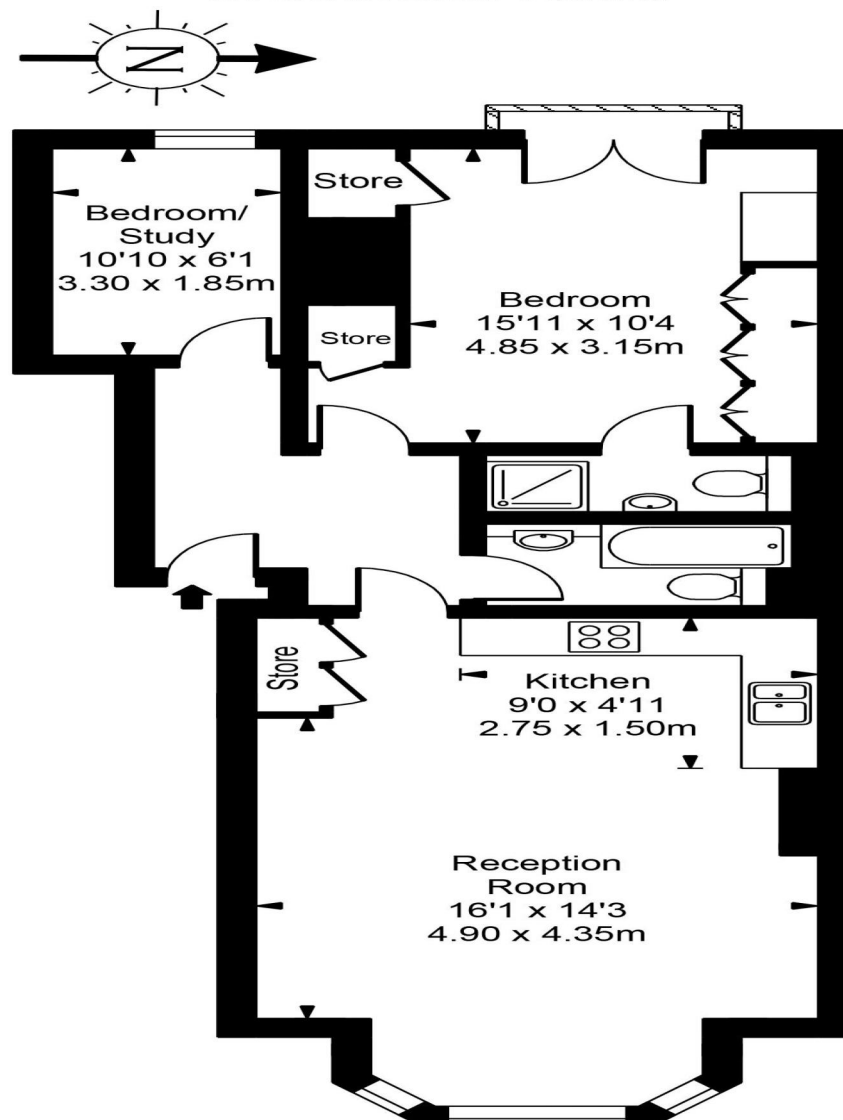 N
Store
Bedroom/
Study
10'10 x 6'1
3.30 x 1.85m
Bedroom
15'11 x 10'4
4.85 x 3.15m
Store
Store
Kitchen
9'0 x 4'11
2.75 x 1.50m
Reception
Room
16'1 x 14'3
4.90 x 4.35m